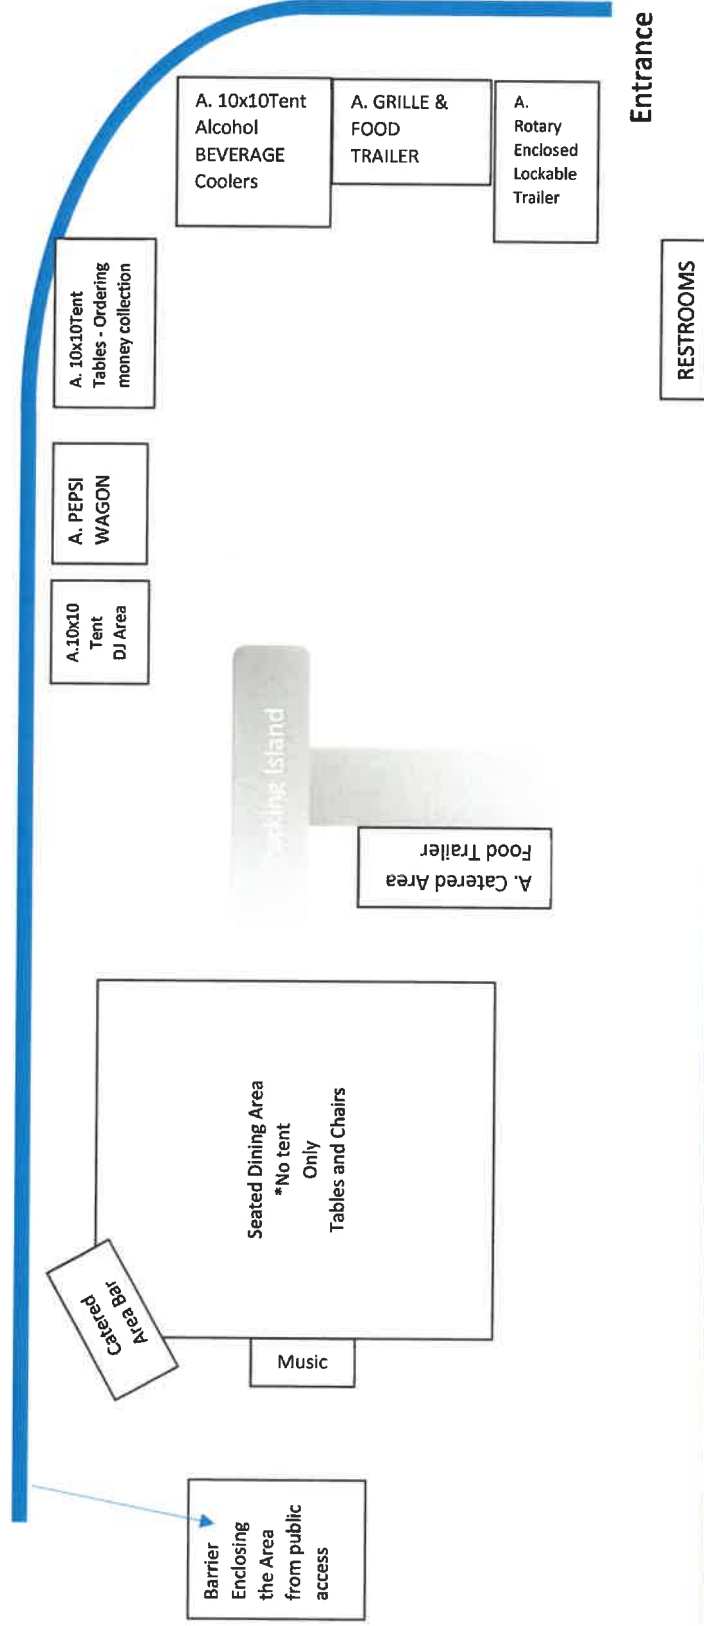 Entrance
A. 10x10Tent
Alcohol
BEVERAGE
Coolers
A. GRILLE &
FOOD
TRAILER
A.
Rotary
Enclosed
Lockable
Trailer
A. 10x10Tent
Tables - Ordering
money collection
RESTROOMS
A. PEPSI
WAGON
A.10x10
Tent
DJ Area
Island
A. Catered Area
Food Trailer
Seated Dining Area
*No tent
Only
Tables and Chairs
Catered
Area Bar
Music
Barrier
Enclosing
the Area
from public
access